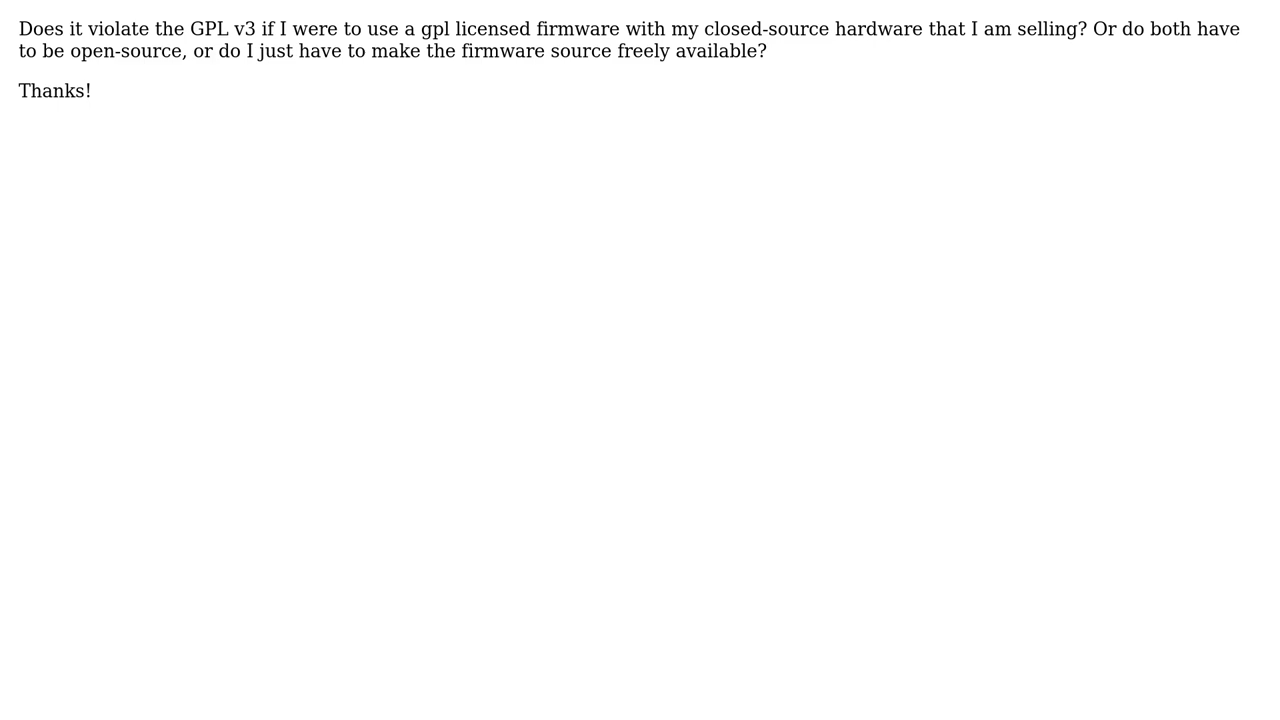 Does it violate the GPL v3 if I were to use a gpl licensed firmware with my closed-source hardware that I am selling? Or do both have
to be open-source, or do I just have to make the firmware source freely available?
Thanks!